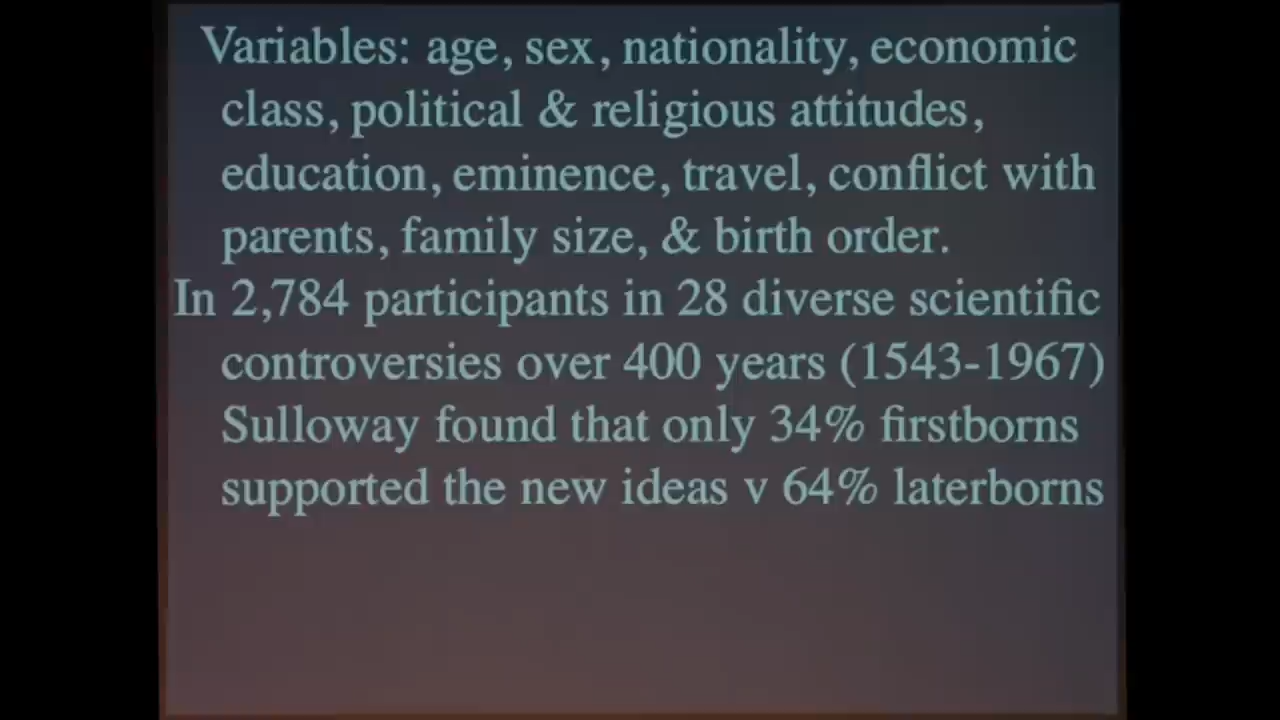 Variables: age, sex, nationality, economic
class, political & religious attitudes,
education, eminence, travel, conflict with
parents, family size, & birth order.
In 2,784 participants in 28 diverse scientific
controversies over 400 years (1543-1967)
Sulloway found that only 34% firstborns
supported the new ideas v 64% laterborns